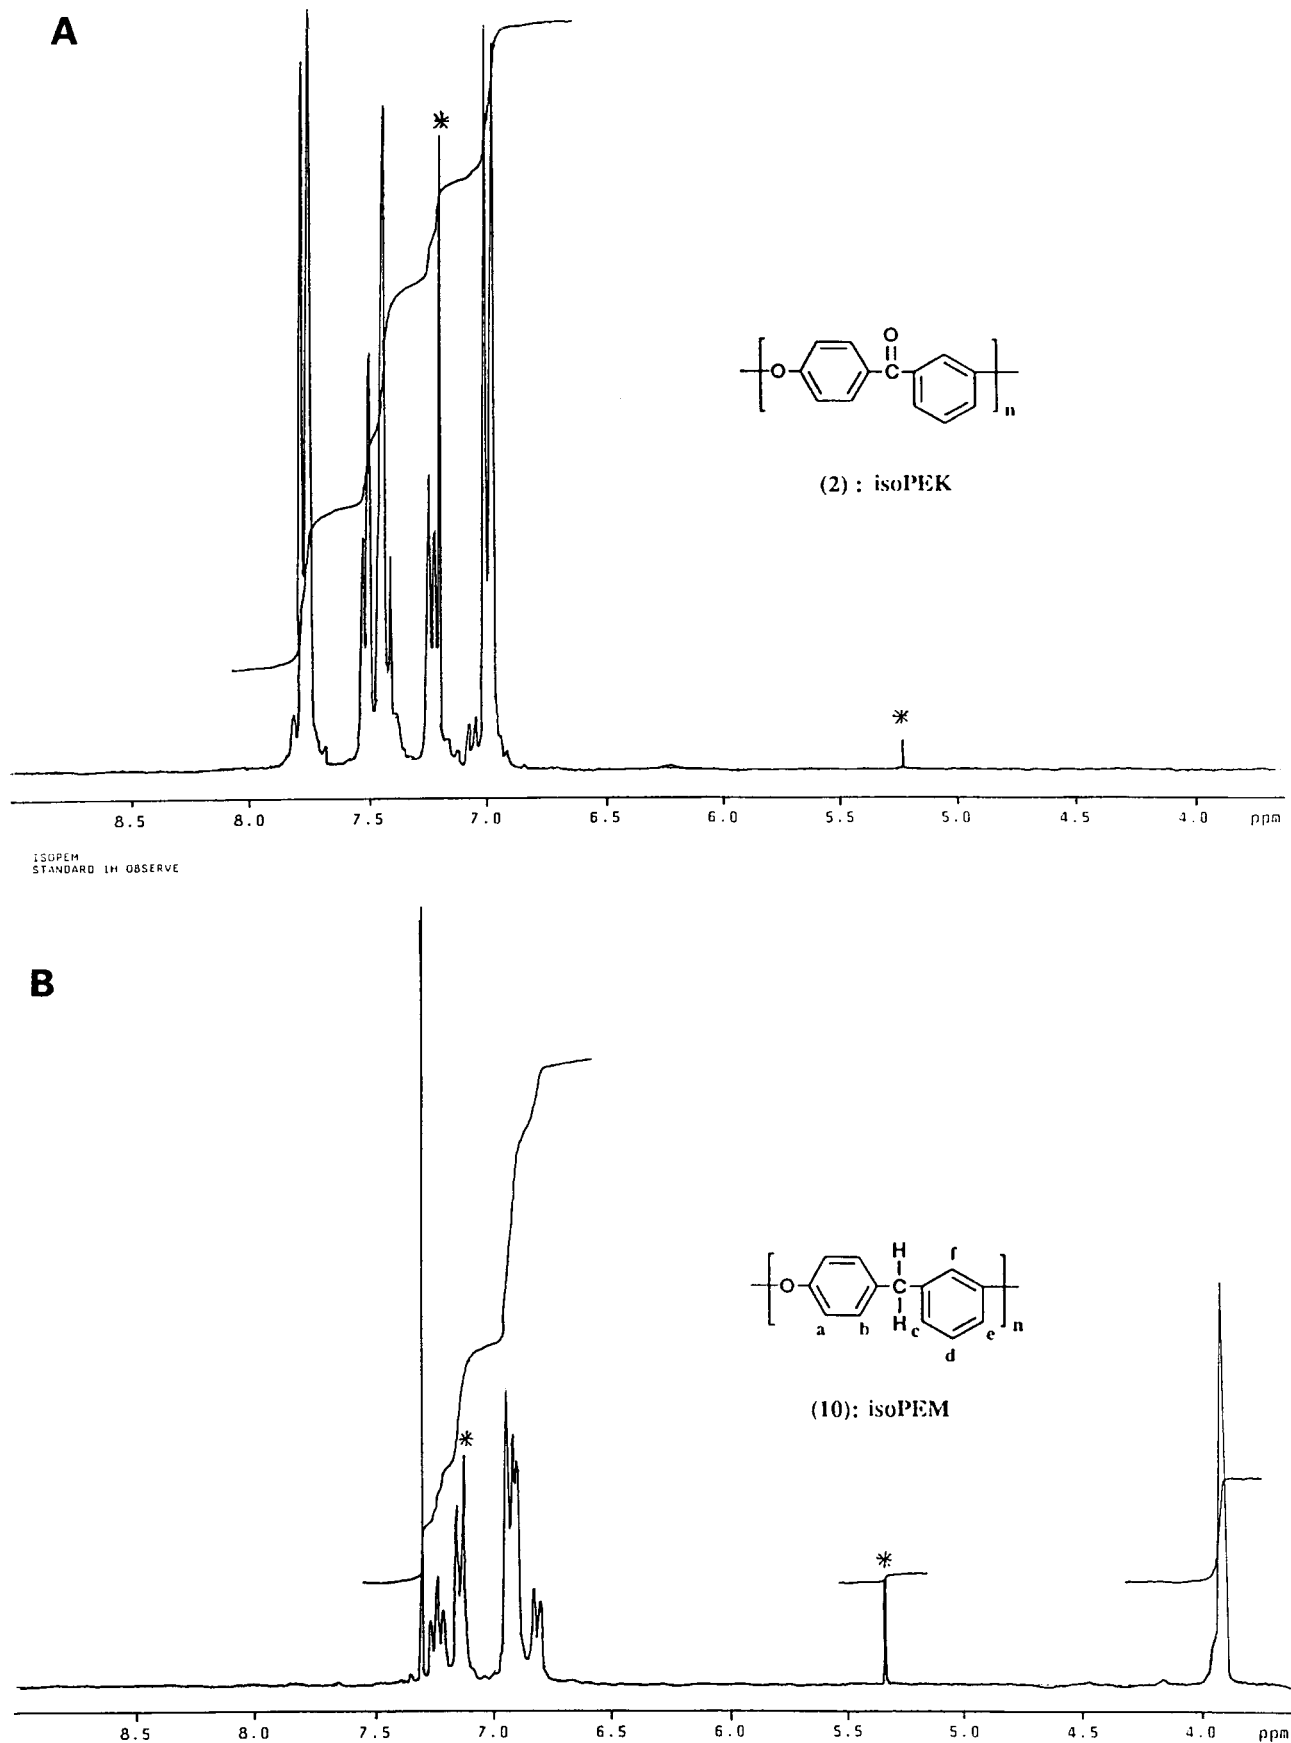 A
*
O
O
C
n
(2) : isoPEK
*
8.5 8.0 7.5 7.0 6.5 6.0 5.5 5.0 4.5 4.0 ppm
ISOPEM
STANDARD 1H OBSERVE
B
H
f
O
C
H
a b c d e n
(10): isoPEM
*
*
8.5 8.0 7.5 7.0 6.5 6.0 5.5 5.0 4.5 4.0 ppm